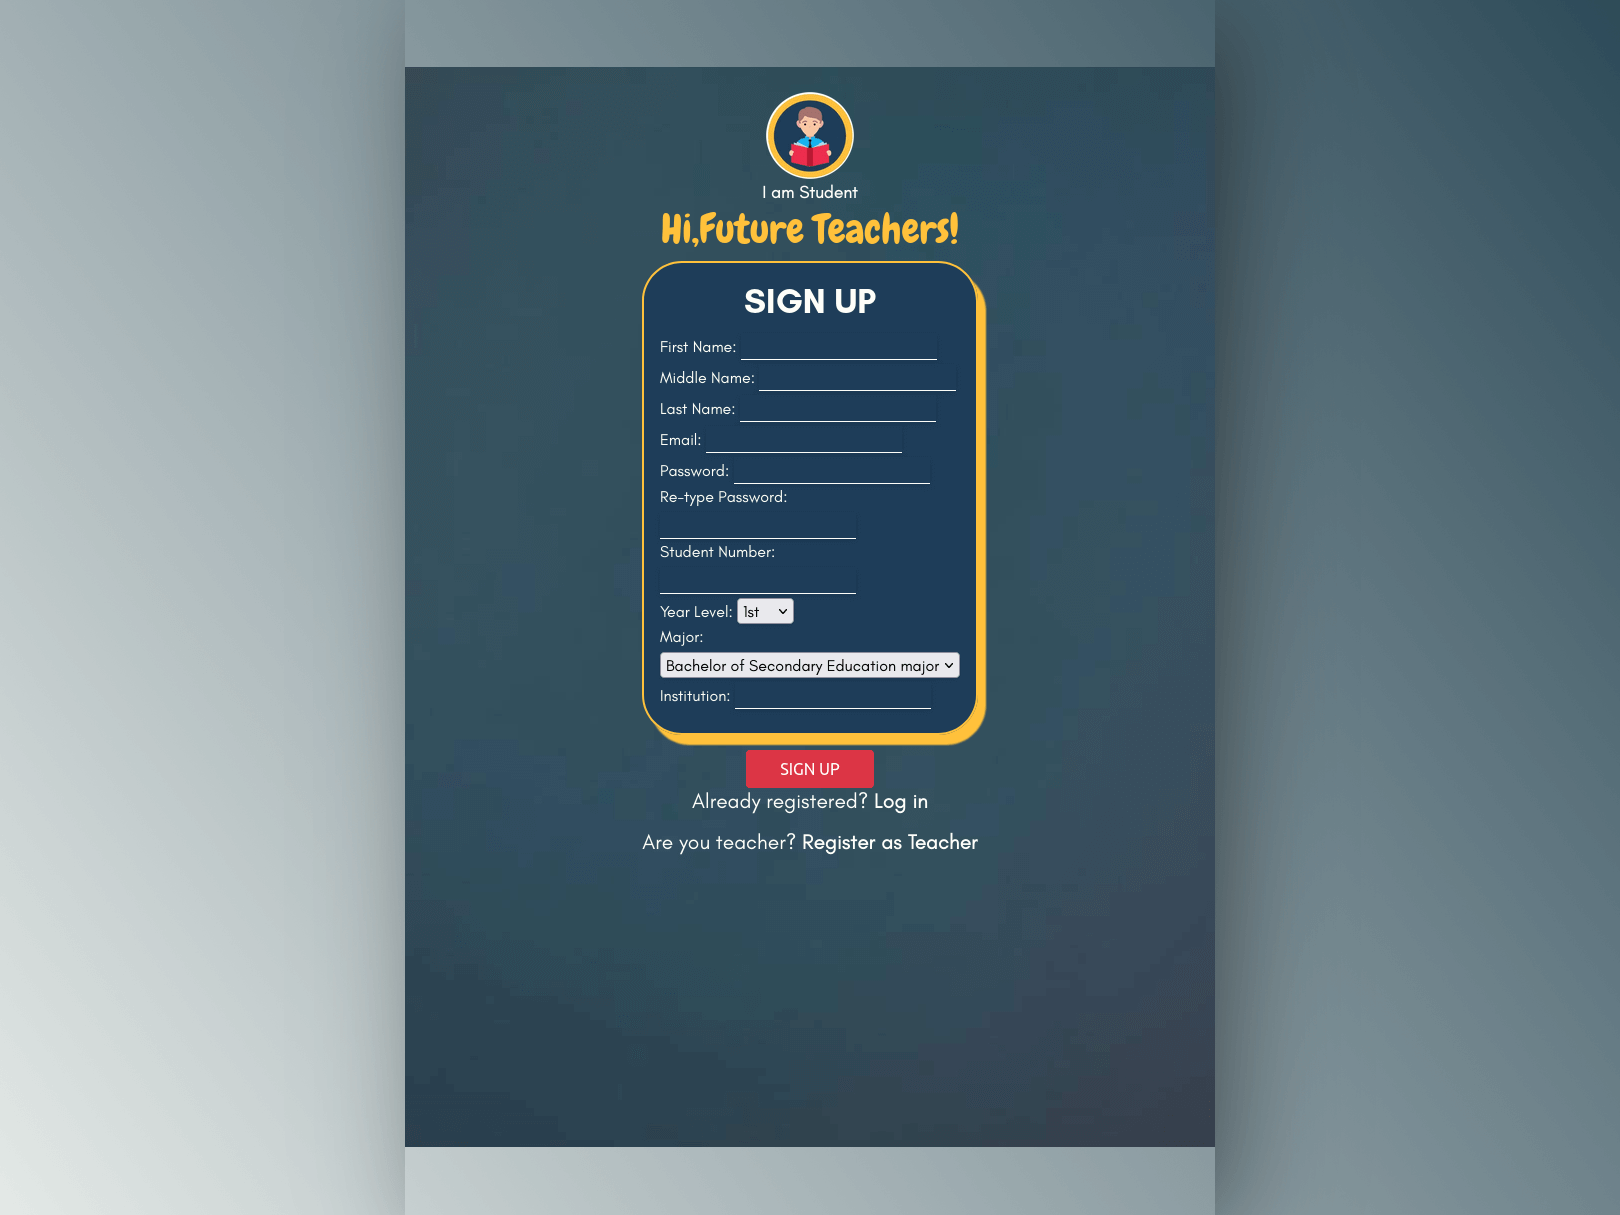 I am Student
Hi,Future Teachers!
SIGN UP
First Name:
Middle Name:
Last Name:
Email:
Password:
Re-type Password:
Student Number:
Year Level: 1st
Major:
Bachelor of Secondary Education major
Institution:
SIGN UP
Already registered? Log in
Are you teacher? Register as Teacher